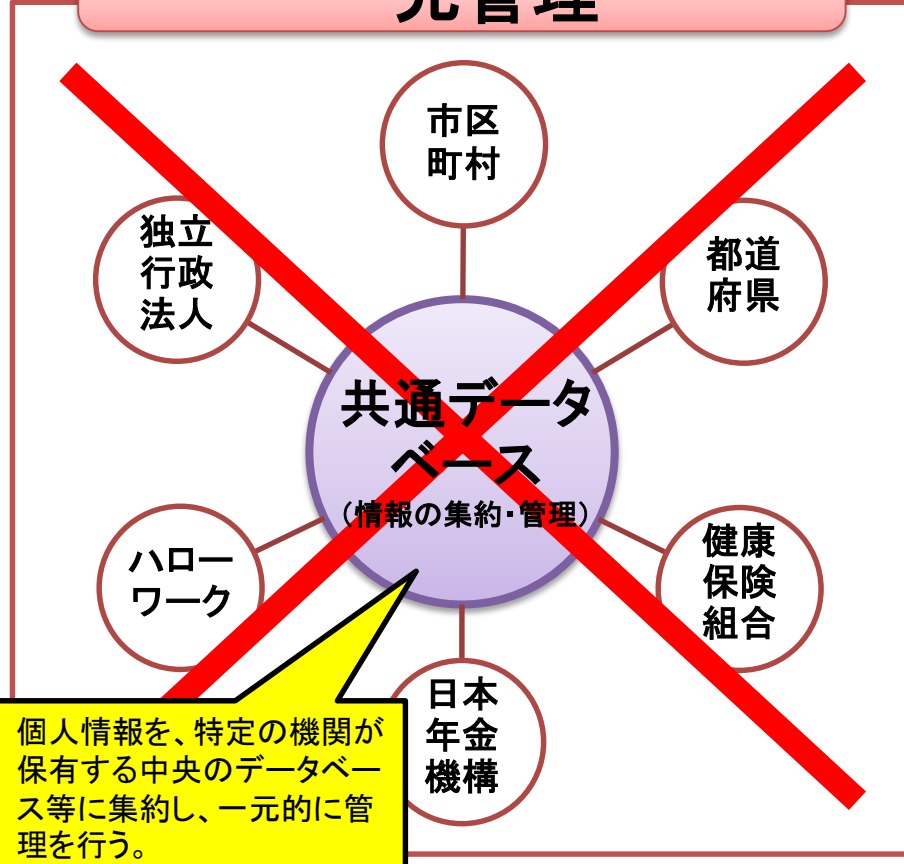 元管理
市区
町村
独立
行政
法人
都道
府県
共通データ
ベース
（情報の集約・管理）
ハロー
ワーク
健康
保険
組合
日本
年金
機構
個人情報を、特定の機関が
保有する中央のデータベー
ス等に集約し、一元的に管
理を行う。